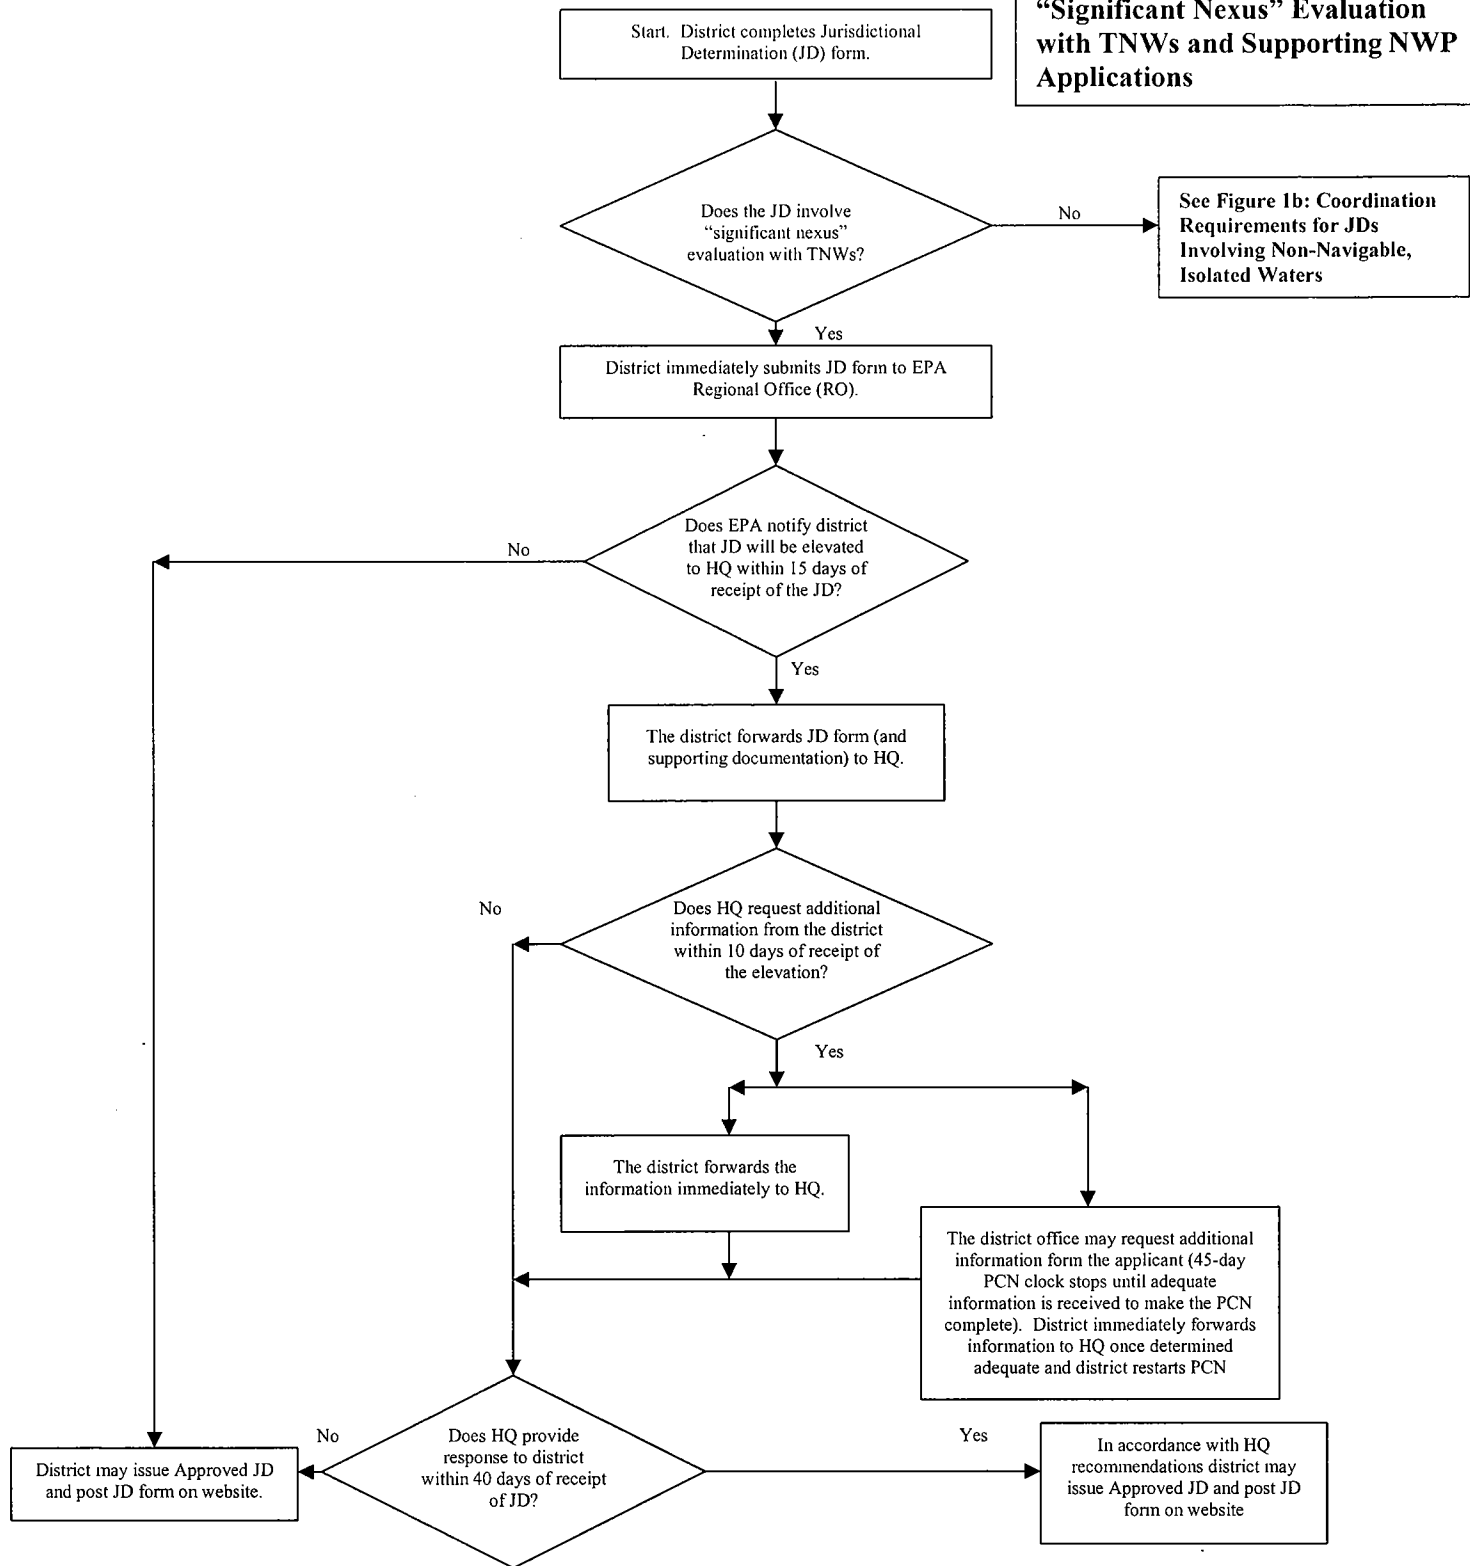 “Significant Nexus” Evaluation
with TNWs and Supporting NWP
Applications
Start. District completes Jurisdictional
Determination (JD) form.
Does the JD involve
“significant nexus”
evaluation with TNWs?
No
See Figure 1b: Coordination
Requirements for JDs
Involving Non-Navigable,
Isolated Waters
Yes
District immediately submits JD form to EPA
Regional Office (RO).
Does EPA notify district
that JD will be elevated
to HQ within 15 days of
receipt of the JD?
No
Yes
The district forwards JD form (and
supporting documentation) to HQ.
Does HQ request additional
information from the district
within 10 days of receipt of
the elevation?
No
Yes
The district forwards the
information immediately to HQ.
The district office may request additional
information form the applicant (45-day
PCN clock stops until adequate
information is received to make the PCN
complete). District immediately forwards
information to HQ once determined
adequate and district restarts PCN
Does HQ provide
response to district
within 40 days of receipt
of JD?
No
Yes
District may issue Approved JD
and post JD form on website.
In accordance with HQ
recommendations district may
issue Approved JD and post JD
form on website